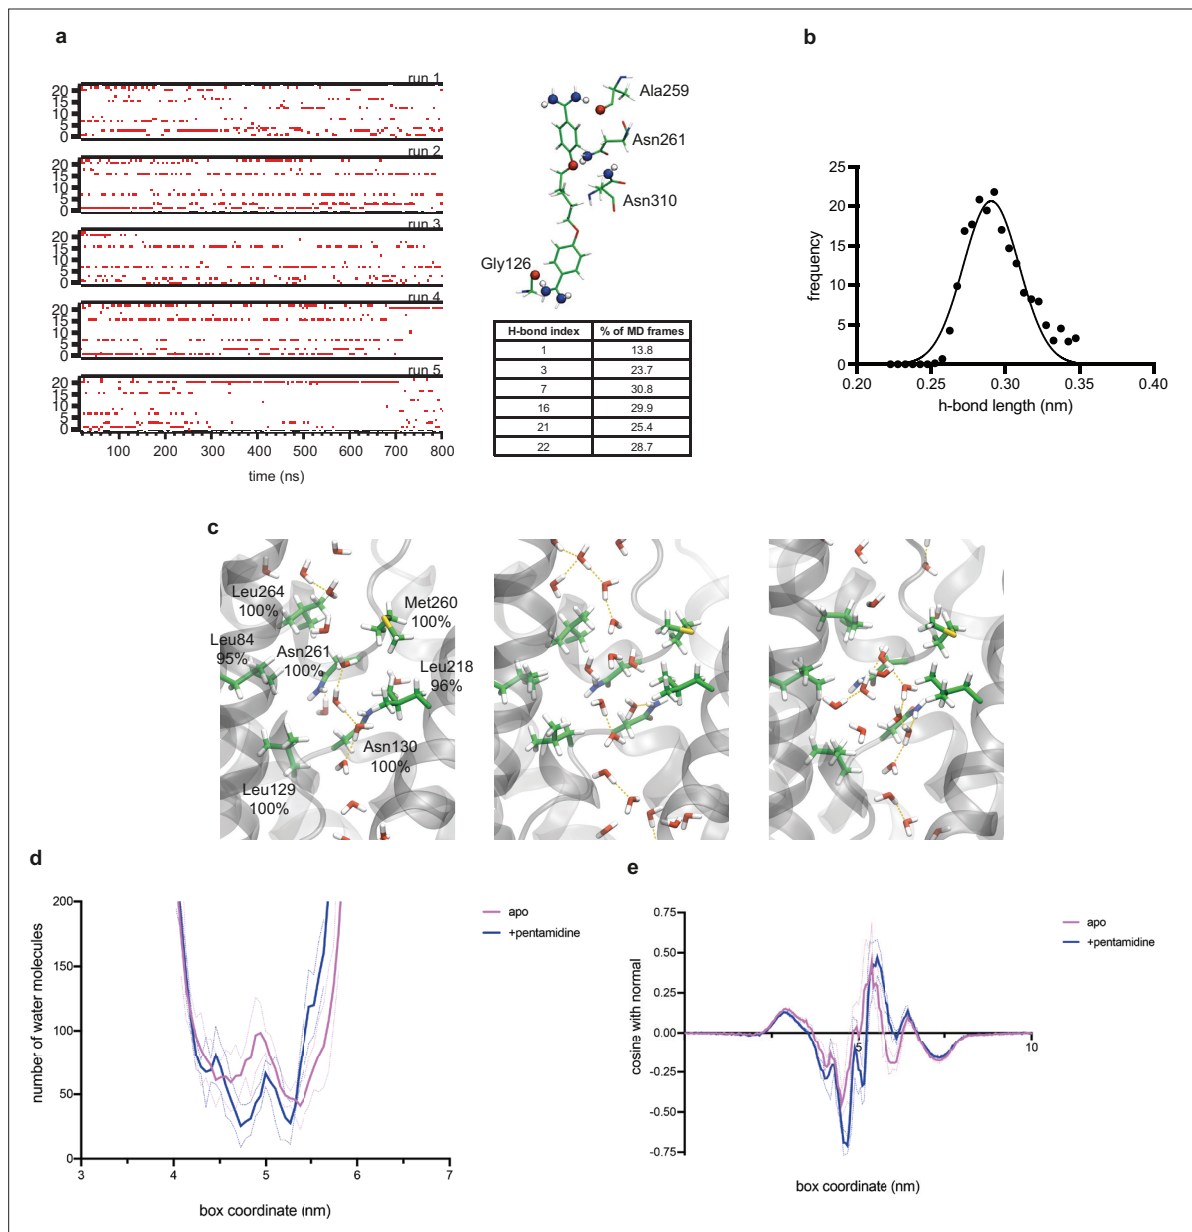 a
run 1
20
15
10
5
0
run 2
20
15
10
5
0
run 3
20
15
10
5
0
run 4
20
15
10
5
0
run 5
20
15
10
5
0
100 200 300 400 500 600 700 800
time (ns)
Ala259
Asn261
Asn310
Gly126
H-bond index % of MD frames
1 13.8
3 23.7
7 30.8
16 29.9
21 25.4
22 28.7
b
25
20
15
10
5
0
0.20 0.25 0.30 0.35 0.40
frequency
h-bond length (nm)
c
Leu264
100%
Met260
100%
Leu84
95%
Asn261
100%
Leu218
96%
Asn130
100%
Leu129
100%
d
200
150
100
50
0
3 4 5 6 7
number of water molecules
box coordinate (nm)
apo
+pentamidine
e
0.75
0.50
0.25
0.00
-0.25
-0.50
-0.75
5 10
cosine with normal
box coordinate (nm)
apo
+pentamidine